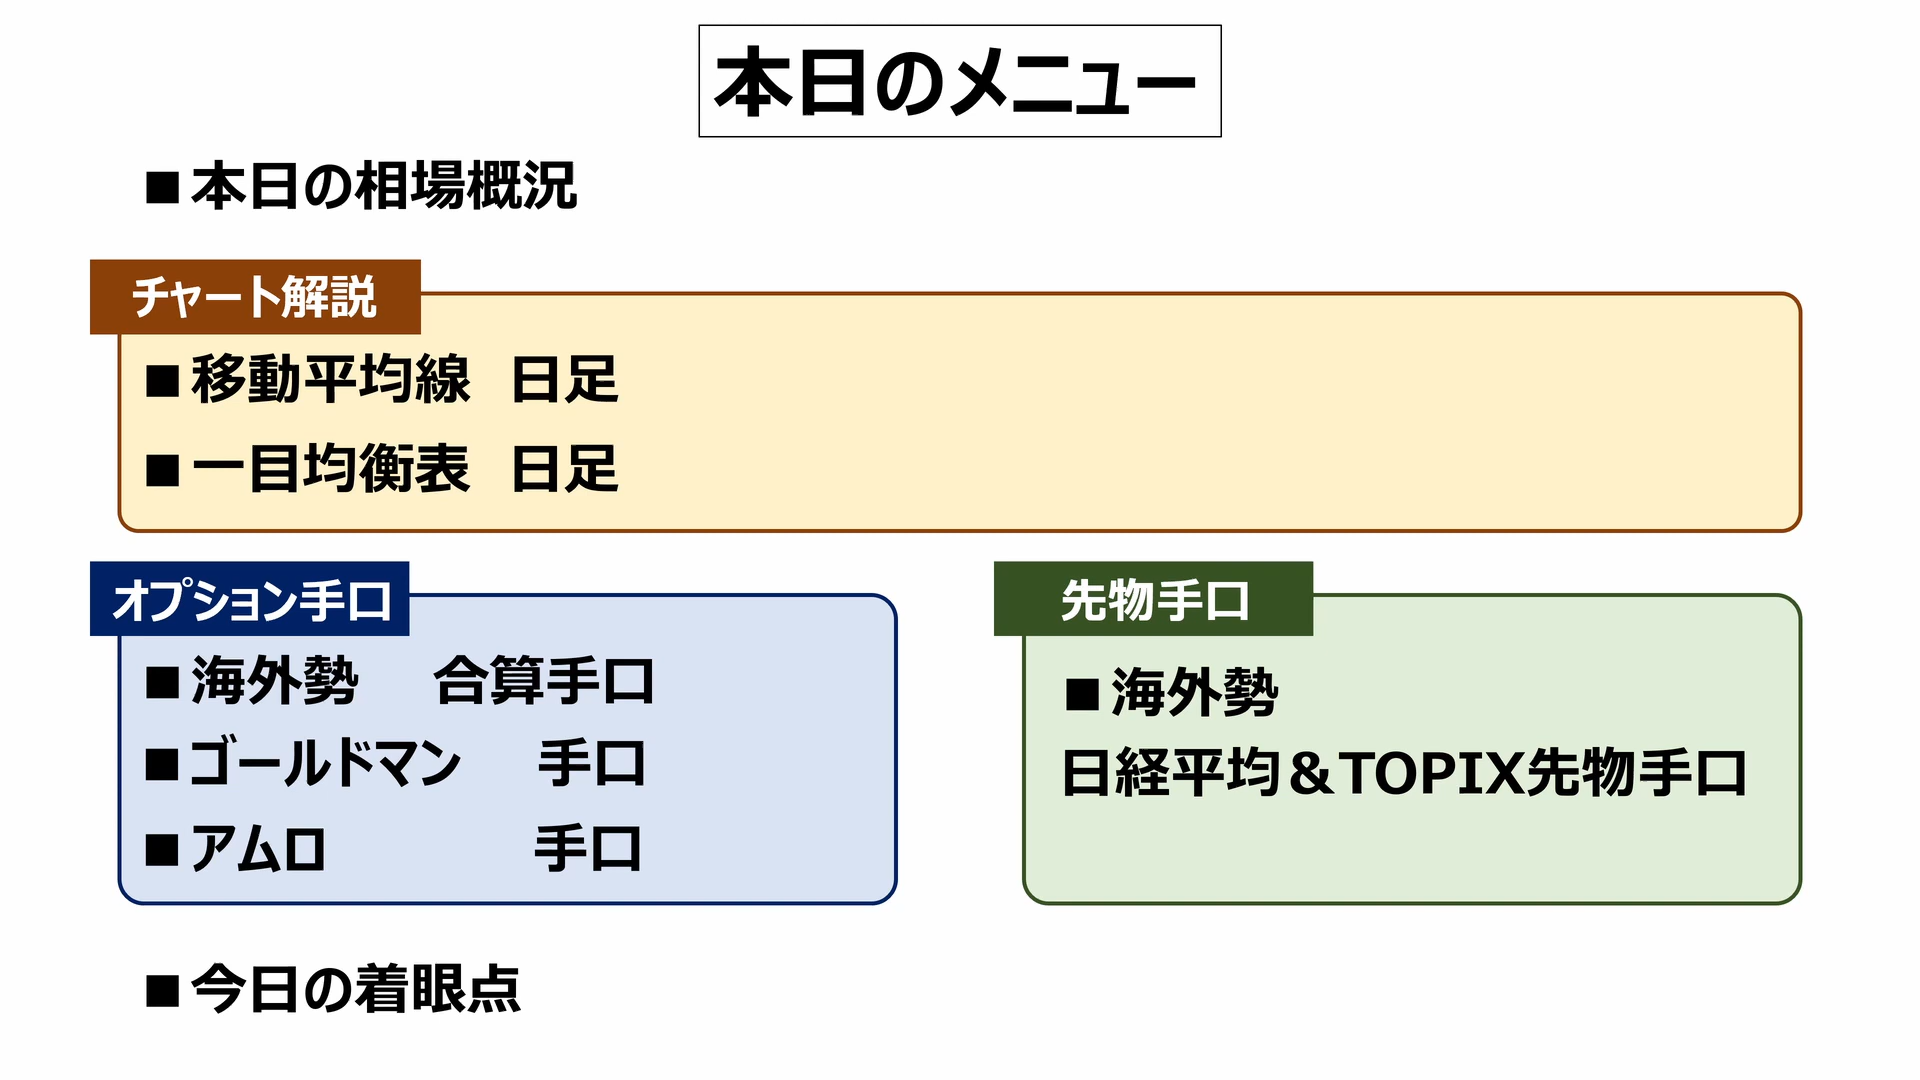 本日のメニュー
■本日の相場概況
チャート解説
■移動平均線 日足
■一目均衡表 日足
オプション手口
■海外勢 合算手口
■ゴールドマン 手口
■アムロ 手口
先物手口
■海外勢
日経平均＆TOPIX先物手口
■今日の着眼点